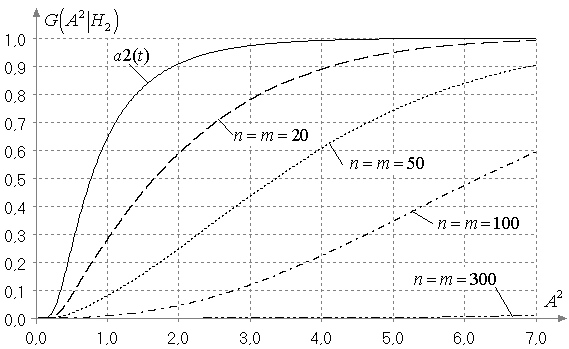 G(A²|H₂)
1,0
a2(t)
0,9
0,8
0,7
n = m = 20
0,6
n = m = 50
0,5
0,4
n = m = 100
0,3
0,2
n = m = 300
0,1
A²
0,0
0,0 1,0 2,0 3,0 4,0 5,0 6,0 7,0